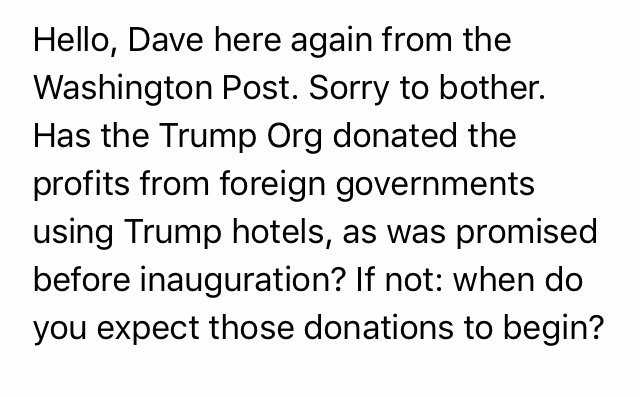 Hello, Dave here again from the
Washington Post. Sorry to bother.
Has the Trump Org donated the
profits from foreign governments
using Trump hotels, as was promised
before inauguration? If not: when do
you expect those donations to begin?